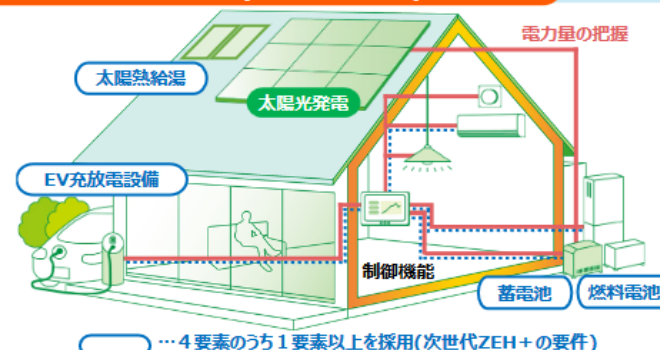 電力量の把握
太陽熱給湯
太陽光発電
EV充放電設備
制御機能
蓄電池
燃料電池
…４要素のうち１要素以上を採用(次世代ZEH+の要件)